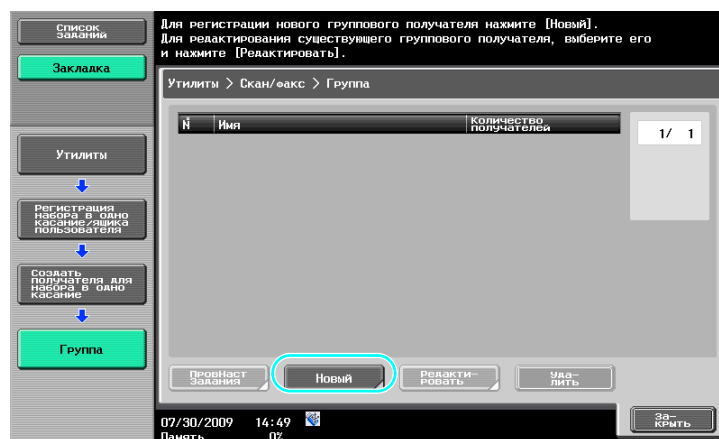 Список
заданий
Закладка
Для регистрации нового группового получателя нажмите [Новый].
Для редактирования существующего группового получателя, выберите его
и нажмите [Редактировать].
Утилиты > Скан/факс > Группа
№ Имя Количество
получателей
1/ 1
Утилиты
Регистрация
набора в одно
касание/ящика
пользователя
Создать
получателя для
набора в одно
касание
Группа
ПровНаст
Задания
Новый
Редакти-
ровать
Уда-
лить
07/30/2009 14:49
Память 0%
За-
крыть